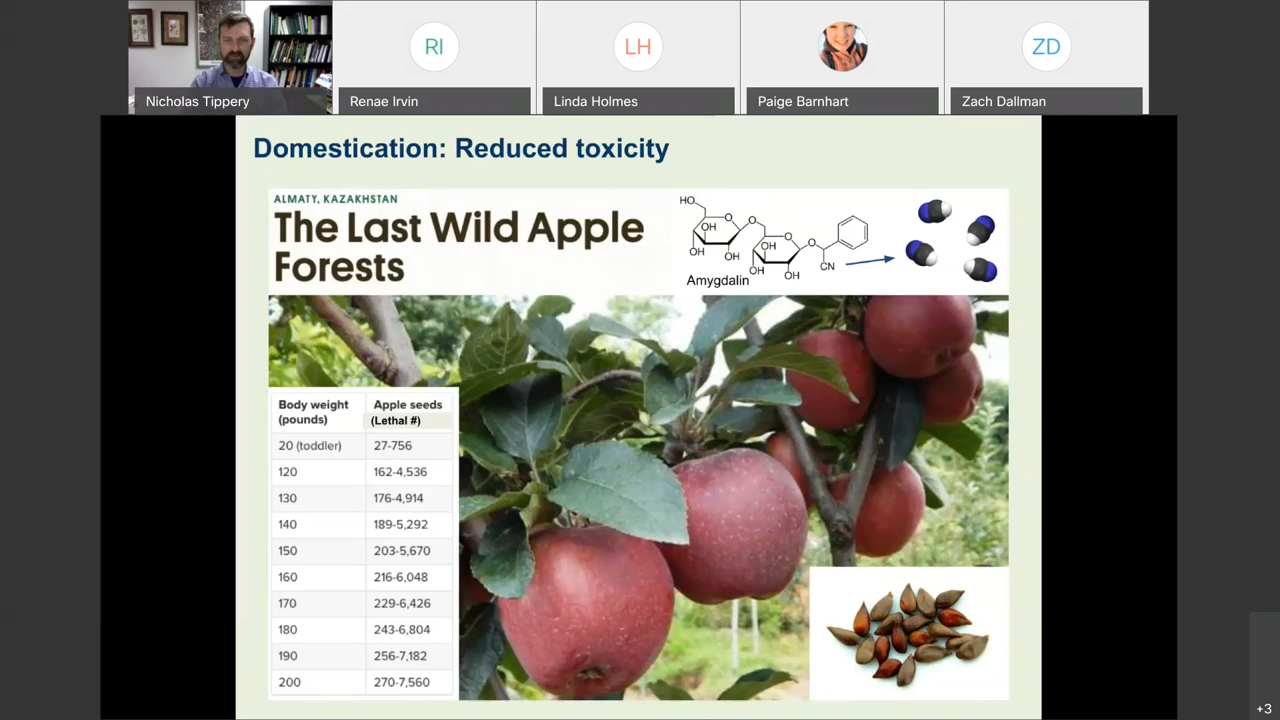 RI
LH
ZD
Nicholas Tippery
Renae Irvin
Linda Holmes
Paige Barnhart
Zach Dallman
Domestication: Reduced toxicity
ALMATY, KAZAKHSTAN
The Last Wild Apple
Forests
HO
O
OH
OH
OH
O
O
OH
OH
OH
O
CN
Amygdalin
Body weight (pounds) Apple seeds (Lethal #)
20 (toddler) 27-756
120 162-4,536
130 176-4,914
140 189-5,292
150 203-5,670
160 216-6,048
170 229-6,426
180 243-6,804
190 256-7,182
200 270-7,560
+3